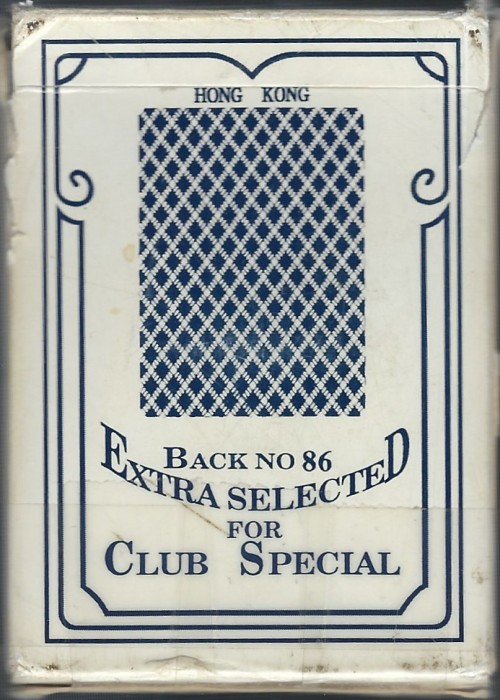 HONG KONG
BACK NO 86
EXTRA SELECTED
FOR
CLUB SPECIAL